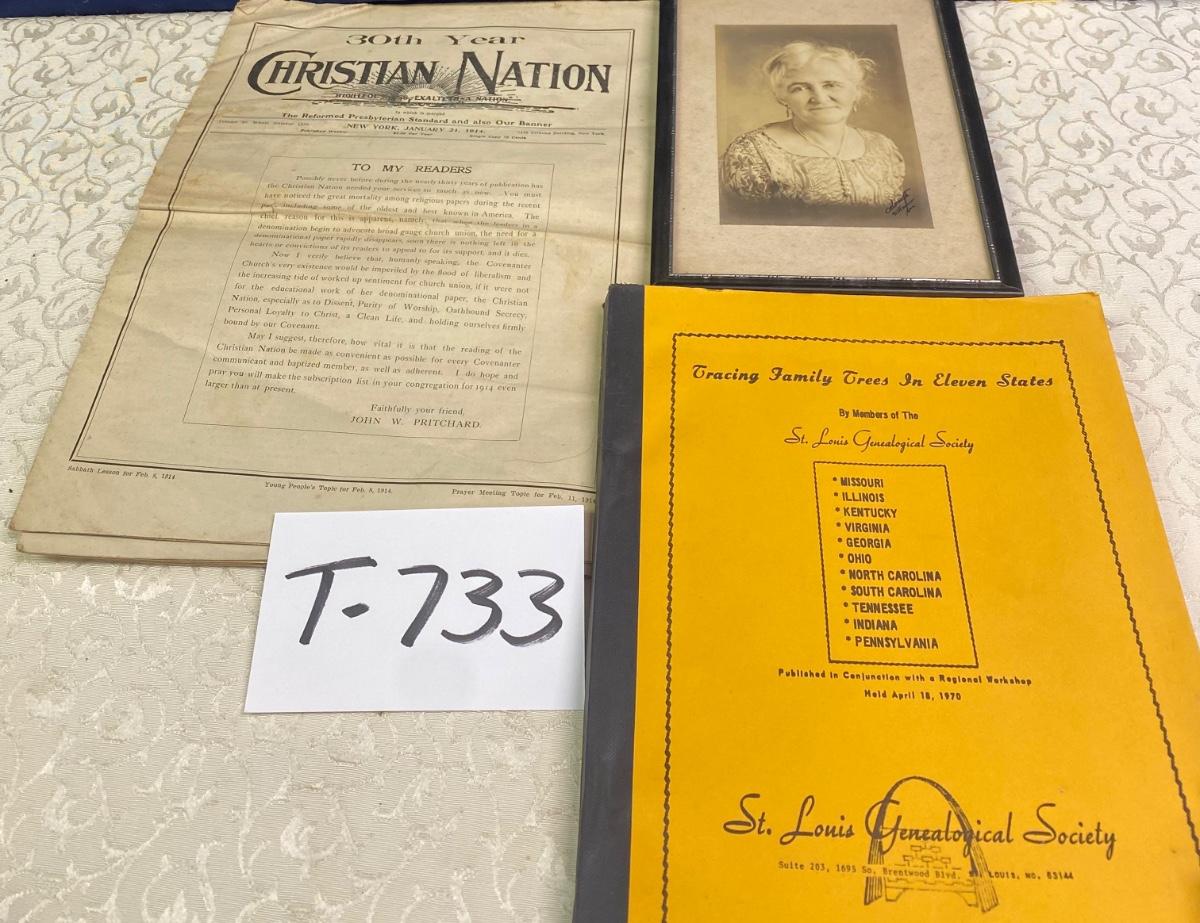 30th Year
CHRISTIAN NATION
"RIGHTEOUSNESS EXALTETH A NATION"
In which is merged
The Reformed Presbyterian Standard and also Our Banner
NEW YORK, JANUARY 21, 1914.
TO MY READERS
Possibly never before during the nearly thirty years of publication has
the Christian Nation needed your services so much as now. You must
have noticed the great mortality among religious papers during the recent
past, including some of the oldest and best known in America. The
chief reason for this is apparent, namely, that when the leaders in a
denomination begin to advocate broad gauge church union, the need for a
denominational paper rapidly disappears, soon there is nothing left in the
hearts or convictions of its readers to appeal to for its support, and it dies.
Now I verily believe that, humanly speaking, the Covenanter
Church's very existence would be imperiled by the flood of liberalism and
the increasing tide of worked up sentiment for church union, if it were not
for the educational work of her denominational paper, the Christian
Nation, especially as to Dissent, Purity of Worship, Oathbound Secrecy,
Personal Loyalty to Christ, a Clean Life, and holding ourselves firmly
bound by our Covenant.
May I suggest, therefore, how vital it is that the reading of the
Christian Nation be made as convenient as possible for every Covenanter
communicant and baptized member, as well as adherent. I do hope and
pray you will make the subscription list in your congregation for 1914 even
larger than at present.
Faithfully your friend,
JOHN W. PRITCHARD.
Sabbath Lesson for Feb. 8, 1914
Young People's Topic for Feb. 8, 1914.
Prayer Meeting Topic for Feb. 11, 1914
T-733
Tracing Family Trees In Eleven States
By Members of The
St. Louis Genealogical Society
* MISSOURI
* ILLINOIS
* KENTUCKY
* VIRGINIA
* GEORGIA
* OHIO
* NORTH CAROLINA
* SOUTH CAROLINA
* TENNESSEE
* INDIANA
* PENNSYLVANIA
Published in Conjunction with a Regional Workshop
Held April 18, 1970
St. Louis Genealogical Society
Suite 203, 1695 So. Brentwood Blvd. St. Louis, Mo. 63144